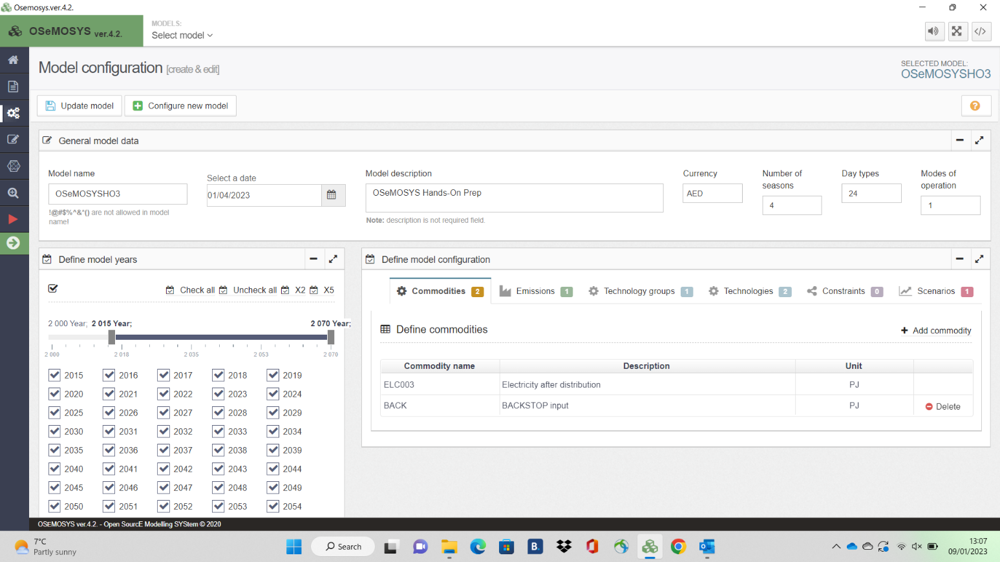 Osemosys.ver.4.2.
OSeMOSYS ver.4.2.
MODELS:
Select model
Model configuration [create & edit]
SELECTED MODEL:
OSeMOSYSHO3
Update model
Configure new model
General model data
Model name
OSeMOSYSHO3
!@#$%^&*() are not allowed in model
name!
Select a date
01/04/2023
Model description
OSeMOSYS Hands-On Prep
Note: description is not required field.
Currency
AED
Number of
seasons
4
Day types
24
Modes of
operation
1
Define model years
Check all Uncheck all X2 X5
2 000 Year; 2 015 Year; 2 070 Year;
2 000 2 018 2 035 2 053 2 070
2015 2016 2017 2018 2019
2020 2021 2022 2023 2024
2025 2026 2027 2028 2029
2030 2031 2032 2033 2034
2035 2036 2037 2038 2039
2040 2041 2042 2043 2044
2045 2046 2047 2048 2049
2050 2051 2052 2053 2054
Define model configuration
Commodities 2 Emissions 1 Technology groups 1 Technologies 2 Constraints 0 Scenarios 1
Define commodities
+ Add commodity
Commodity name Description Unit
ELC003 Electricity after distribution PJ
BACK BACKSTOP input PJ Delete
OSEMOSYS ver.4.2. - Open SourcE Modelling SYStem © 2020
7°C
Partly sunny
Search
B.
13:07
09/01/2023